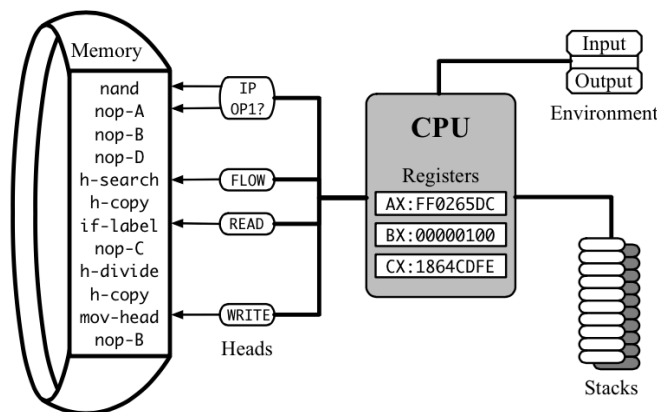 Memory
nand
nop-A
nop-B
nop-D
h-search
h-copy
if-label
nop-C
h-divide
h-copy
mov-head
nop-B
IP
OP1?
FLOW
READ
WRITE
Heads
CPU
Registers
AX:FF0265DC
BX:00000100
CX:1864CDFE
Input
Output
Environment
Stacks